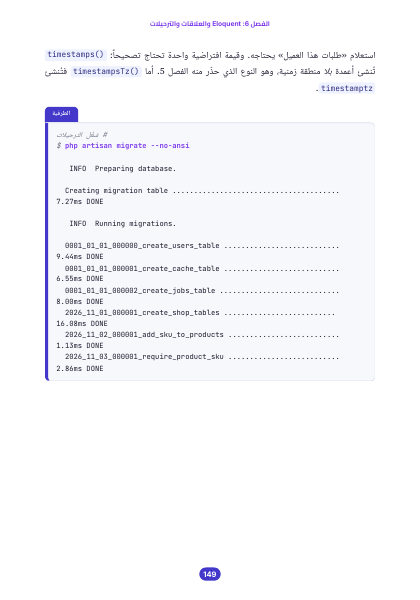 الفصل 6: Eloquent والعلاقات والترحيلات
استعلام «طلبات هذا العميل» يحتاجه. وقيمة افتراضية واحدة تحتاج تصحيحاً: timestamps()
تُنشئ أعمدة بلا منطقة زمنية، وهو النوع الذي حذّر منه الفصل 5. أما timestampsTz() فتُنشئ
timestamptz.
الطرفية
# شغّل الترحيلات
$ php artisan migrate --no-ansi
INFO  Preparing database.
Creating migration table .......................................
7.27ms DONE
INFO  Running migrations.
0001_01_01_000000_create_users_table ...........................
9.44ms DONE
0001_01_01_000001_create_cache_table ...........................
6.55ms DONE
0001_01_01_000002_create_jobs_table ............................
8.00ms DONE
2026_11_01_000001_create_shop_tables ..........................
16.08ms DONE
2026_11_02_000001_add_sku_to_products ..........................
1.13ms DONE
2026_11_03_000001_require_product_sku ..........................
2.86ms DONE
149